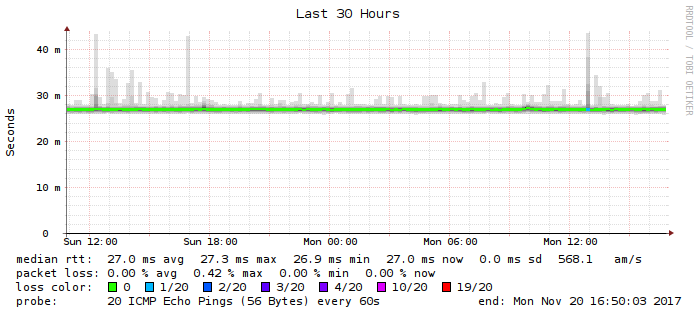 Last 30 Hours
RRDTOOL / TOBI OETIKER
Seconds
40 m
30 m
20 m
10 m
0
Sun 12:00 Sun 18:00 Mon 00:00 Mon 06:00 Mon 12:00
median rtt: 27.0 ms avg 27.3 ms max 26.9 ms min 27.0 ms now 0.0 ms sd 568.1 am/s
packet loss: 0.00 % avg 0.42 % max 0.00 % min 0.00 % now
loss color: 0 1/20 2/20 3/20 4/20 10/20 19/20
probe: 20 ICMP Echo Pings (56 Bytes) every 60s end: Mon Nov 20 16:50:03 2017